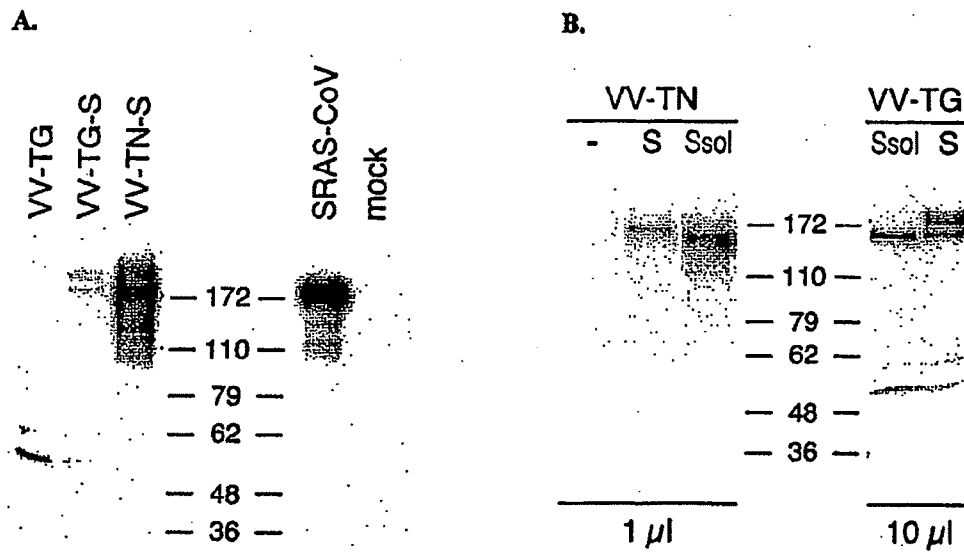 A.
VV-TG
VV-TG-S
VV-TN-S
SRAS-CoV
mock
— 172 —
— 110 —
— 79 —
— 62 —
— 48 —
— 36 —
B.
VV-TN
- S Ssol
VV-TG
Ssol S
— 172 —
— 110 —
— 79 —
— 62 —
— 48 —
— 36 —
1 µl
10 µl